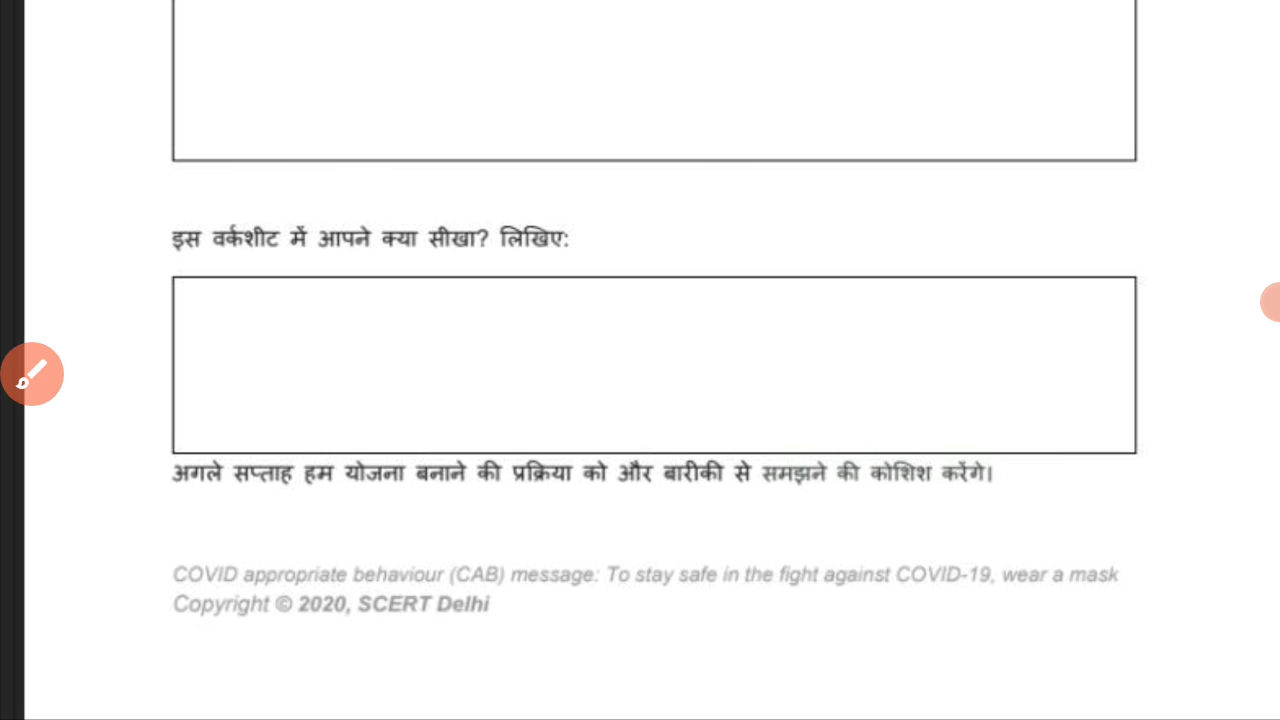 इस वर्कशीट में आपने क्या सीखा? लिखिए:
अगले सप्ताह हम योजना बनाने की प्रक्रिया को और बारीकी से समझने की कोशिश करेंगे।
COVID appropriate behaviour (CAB) message: To stay safe in the fight against COVID-19, wear a mask
Copyright © 2020, SCERT Delhi